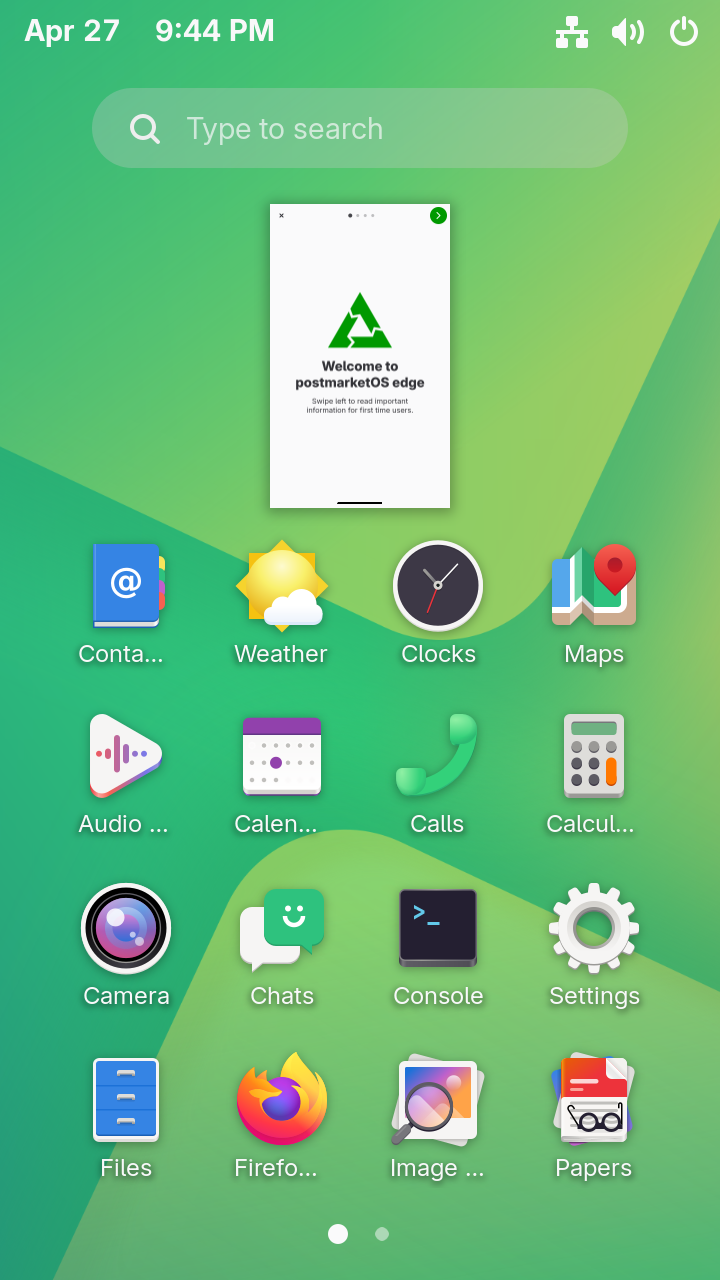 Apr 27 9:44 PM
Type to search
Welcome to
postmarketOS edge
Swipe left to read important
information for first time users.
@
Conta... Weather Clocks Maps
Audio ... Calen... Calls Calcul...
>_
Camera Chats Console Settings
Files Firefo... Image ... Papers